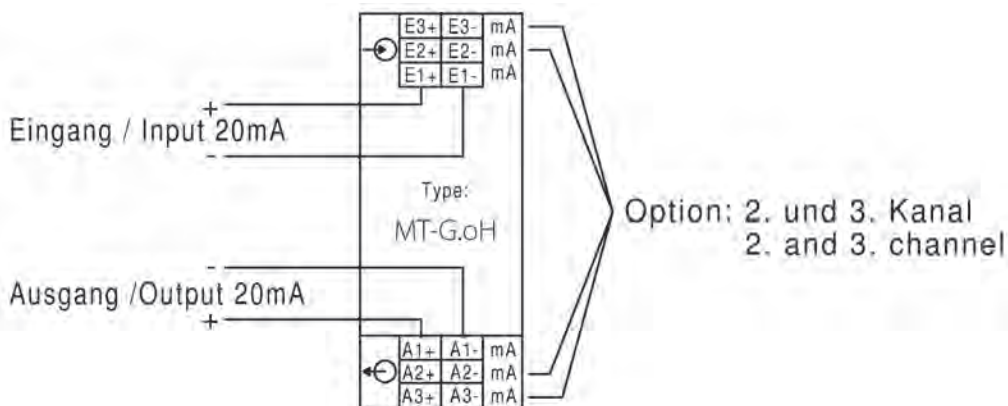 E3+ E3- mA
E2+ E2- mA
E1+ E1- mA
+
Eingang / Input 20mA
-
Type:
MT-G.oH
Option: 2. und 3. Kanal
2. and 3. channel
-
Ausgang /Output 20mA
+
A1+ A1- mA
A2+ A2- mA
A3+ A3- mA